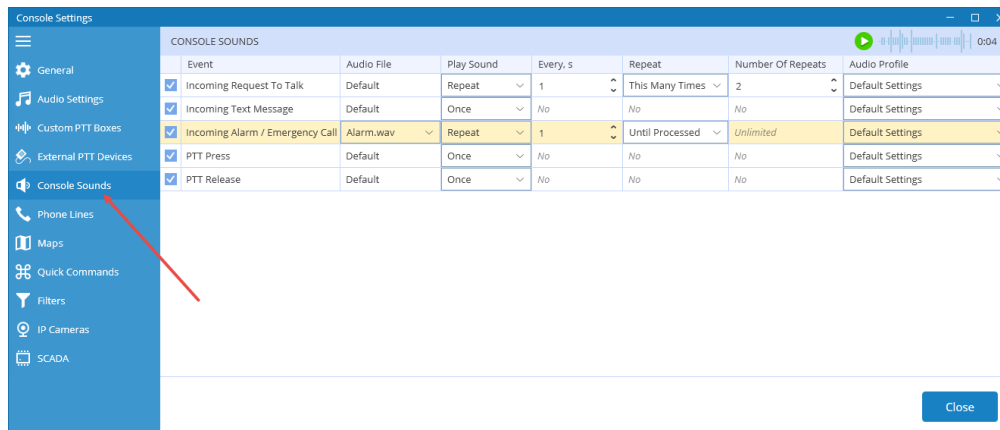 Console Settings
CONSOLE SOUNDS 0:04
General
Audio Settings
Custom PTT Boxes
External PTT Devices
Console Sounds
Phone Lines
Maps
Quick Commands
Filters
IP Cameras
SCADA
Event Audio File Play Sound Every, s Repeat Number Of Repeats Audio Profile
Incoming Request To Talk Default Repeat 1 This Many Times 2 Default Settings
Incoming Text Message Default Once No No No Default Settings
Incoming Alarm / Emergency Call Alarm.wav Repeat 1 Until Processed Unlimited Default Settings
PTT Press Default Once No No No Default Settings
PTT Release Default Once No No No Default Settings
Close